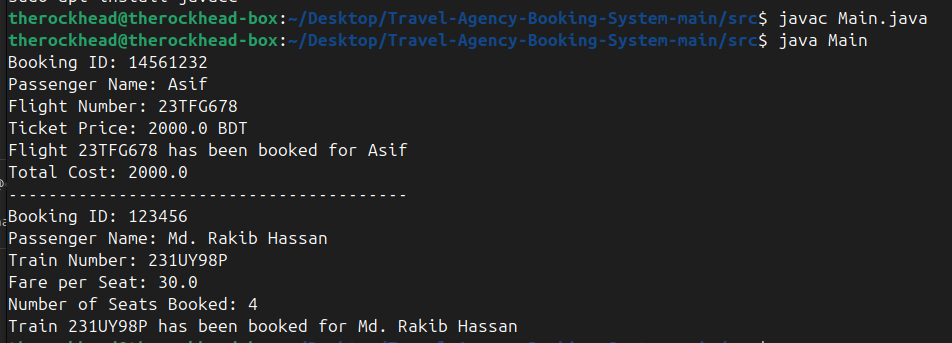 therockhead@therockhead-box:~/Desktop/Travel-Agency-Booking-System-main/src$ javac Main.java
therockhead@therockhead-box:~/Desktop/Travel-Agency-Booking-System-main/src$ java Main
Booking ID: 14561232
Passenger Name: Asif
Flight Number: 23TFG678
Ticket Price: 2000.0 BDT
Flight 23TFG678 has been booked for Asif
Total Cost: 2000.0
----------------------------------------
Booking ID: 123456
Passenger Name: Md. Rakib Hassan
Train Number: 231UY98P
Fare per Seat: 30.0
Number of Seats Booked: 4
Train 231UY98P has been booked for Md. Rakib Hassan